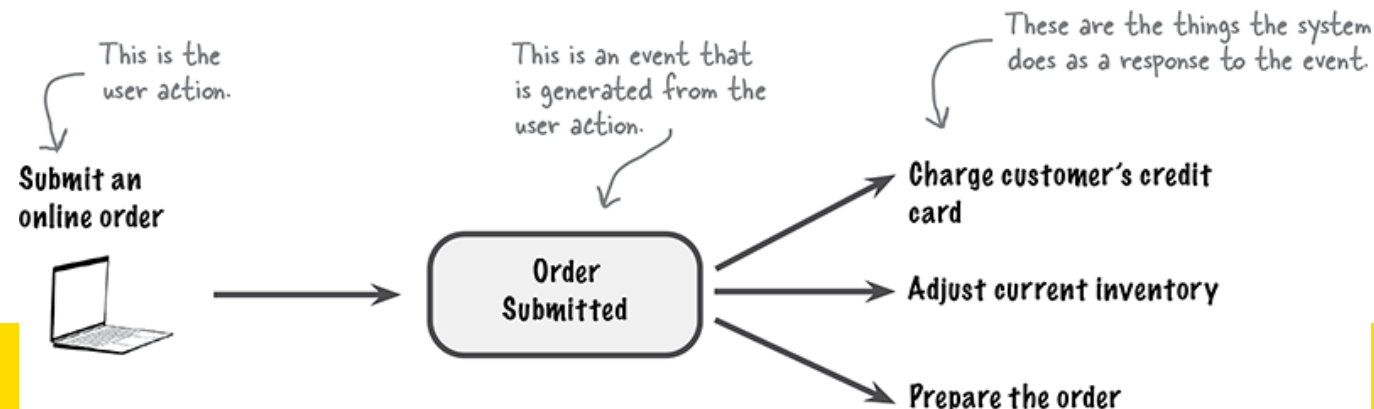 This is the
user action.
This is an event that
is generated from the
user action.
These are the things the system
does as a response to the event.
Submit an
online order
Order
Submitted
Charge customer's credit
card
Adjust current inventory
Prepare the order